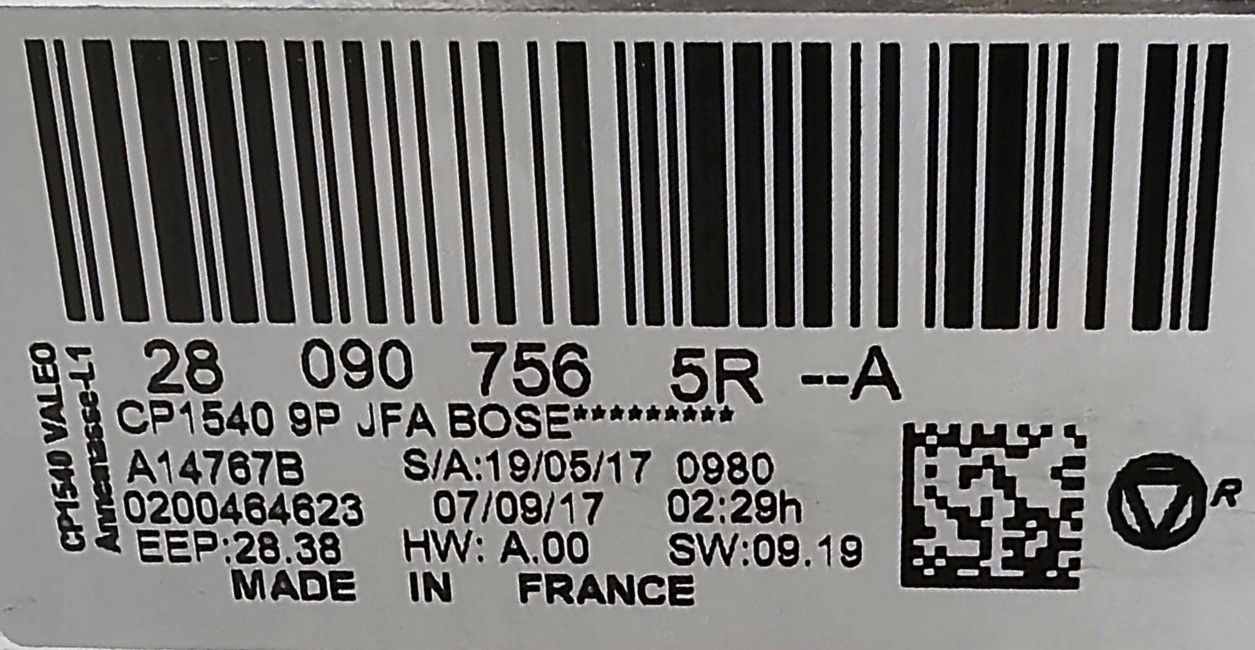 28 090 756 5R --A
CP1540 9P JFA BOSE*********
A14767B S/A:19/05/17 0980
0200464623 07/09/17 02:29h
EEP:28.38 HW: A.00 SW:09.19
MADE IN FRANCE
CP1540 VALEO
Annemasse-L1
R